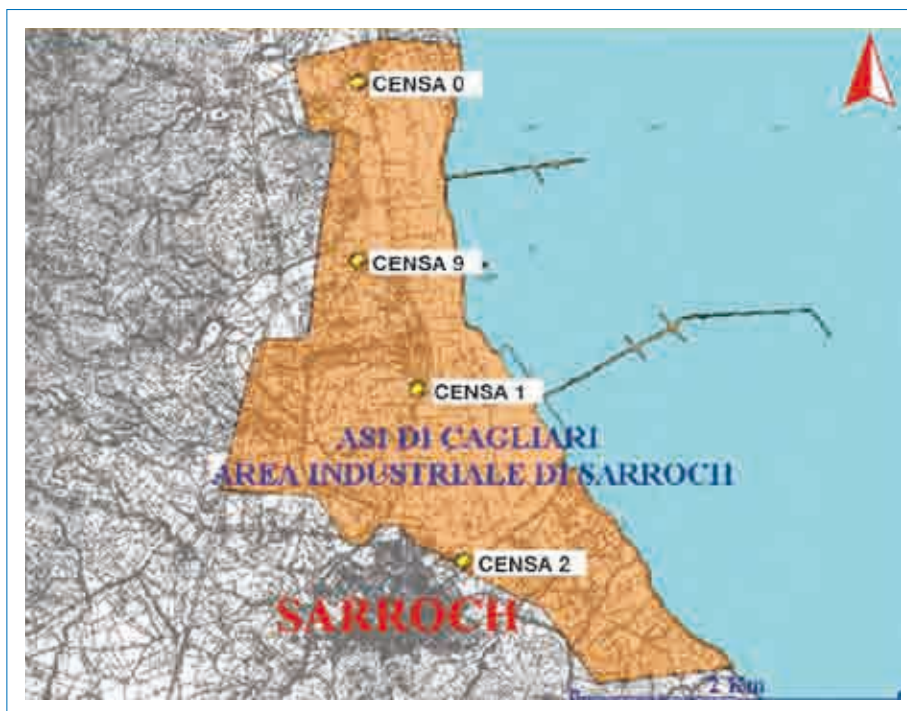 CENSA 0
CENSA 9
CENSA 1
ASI DI CAGLIARI
AREA INDUSTRIALE DI SARROCH
CENSA 2
SARROCH
2 Km